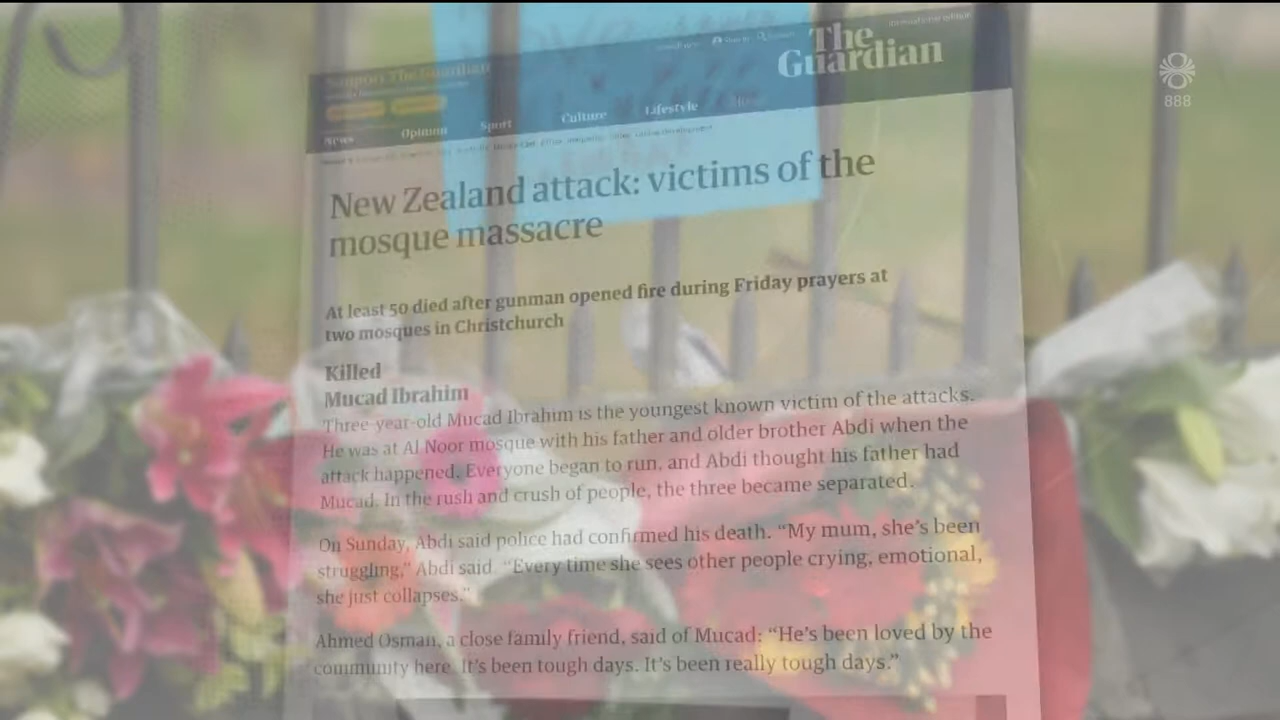 The
Guardian
888
Support The Guardian
News Opinion Sport Culture Lifestyle
New Zealand attack: victims of the
mosque massacre
At least 50 died after gunman opened fire during Friday prayers at
two mosques in Christchurch
Killed
Mucad Ibrahim
Three-year-old Mucad Ibrahim is the youngest known victim of the attacks.
He was at Al Noor mosque with his father and older brother Abdi when the
attack happened. Everyone began to run, and Abdi thought his father had
Mucad. In the rush and crush of people, the three became separated.
On Sunday, Abdi said police had confirmed his death. “My mum, she’s been
struggling,” Abdi said. “Every time she sees other people crying, emotional,
she just collapses.”
Ahmed Osman, a close family friend, said of Mucad: “He’s been loved by the
community here. It’s been tough days. It’s been really tough days.”